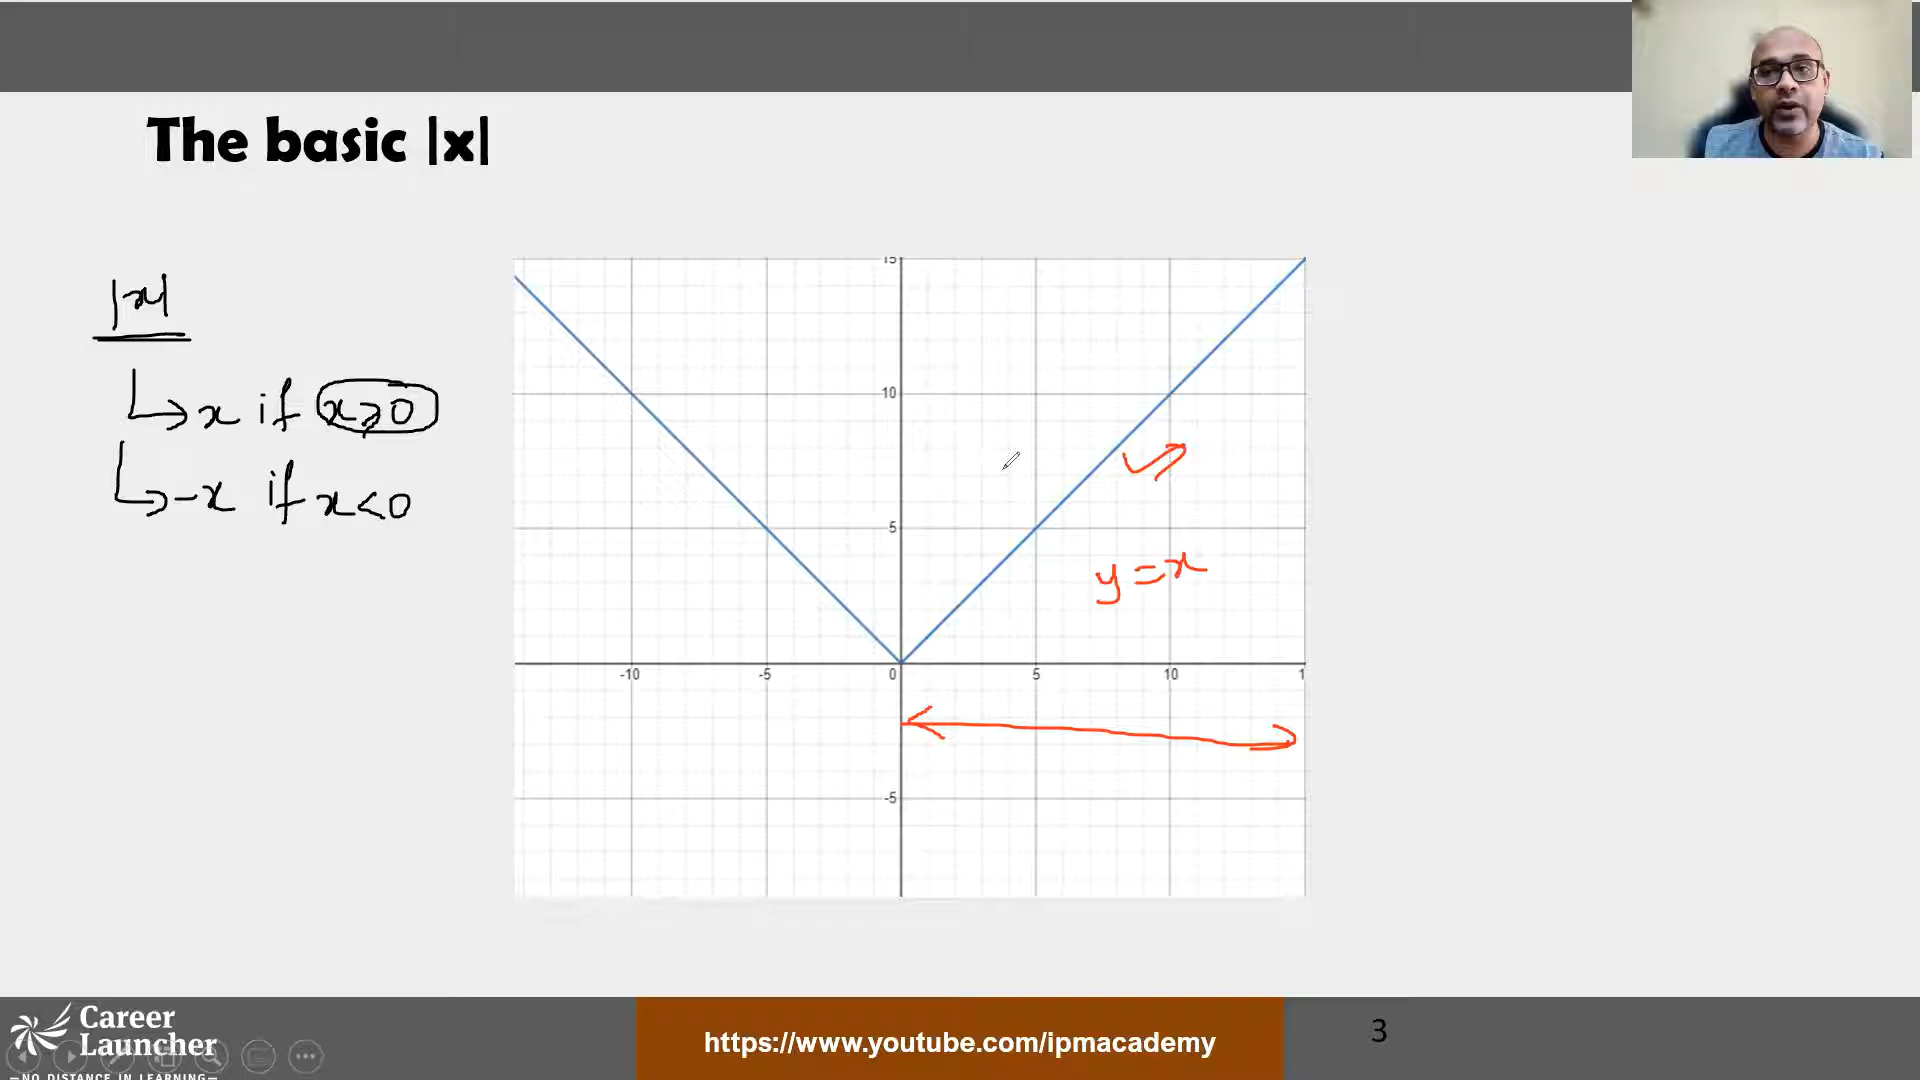 The basic |x|
|x|
↳ x if x ⩾ 0
↳ -x if x < 0
15
10
5
-10 -5 0 5 10 1
-5
y = x
Career
Launcher
—NO DISTANCE IN LEARNING—
https://www.youtube.com/ipmacademy
3